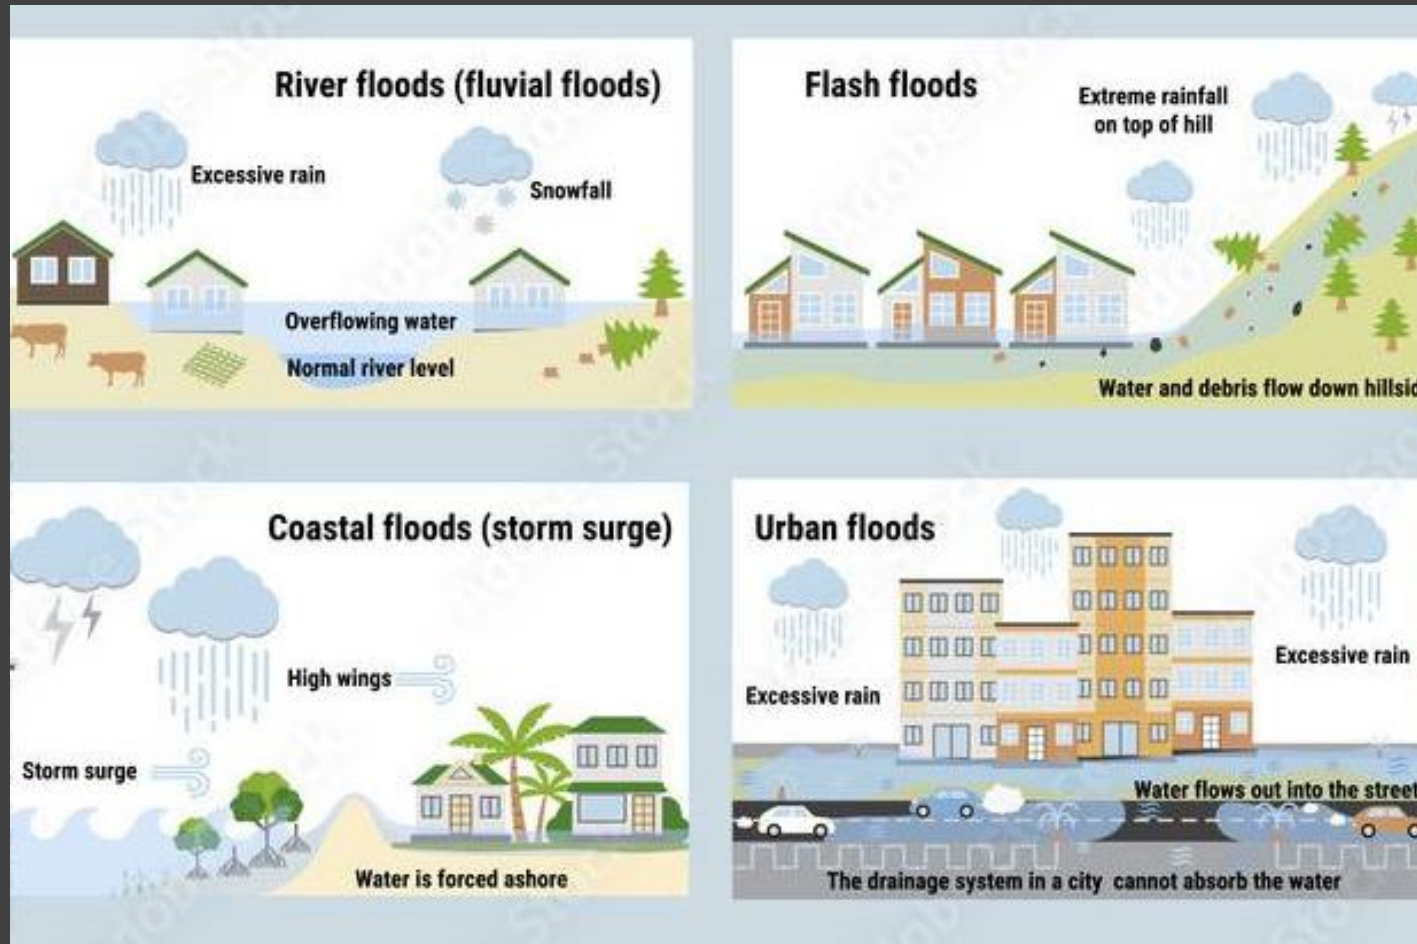 River floods (fluvial floods)
Excessive rain
Snowfall
Overflowing water
Normal river level
Flash floods
Extreme rainfall
on top of hill
Water and debris flow down hillsid
Coastal floods (storm surge)
High wings
Storm surge
Water is forced ashore
Urban floods
Excessive rain
Excessive rain
Water flows out into the street
The drainage system in a city cannot absorb the water